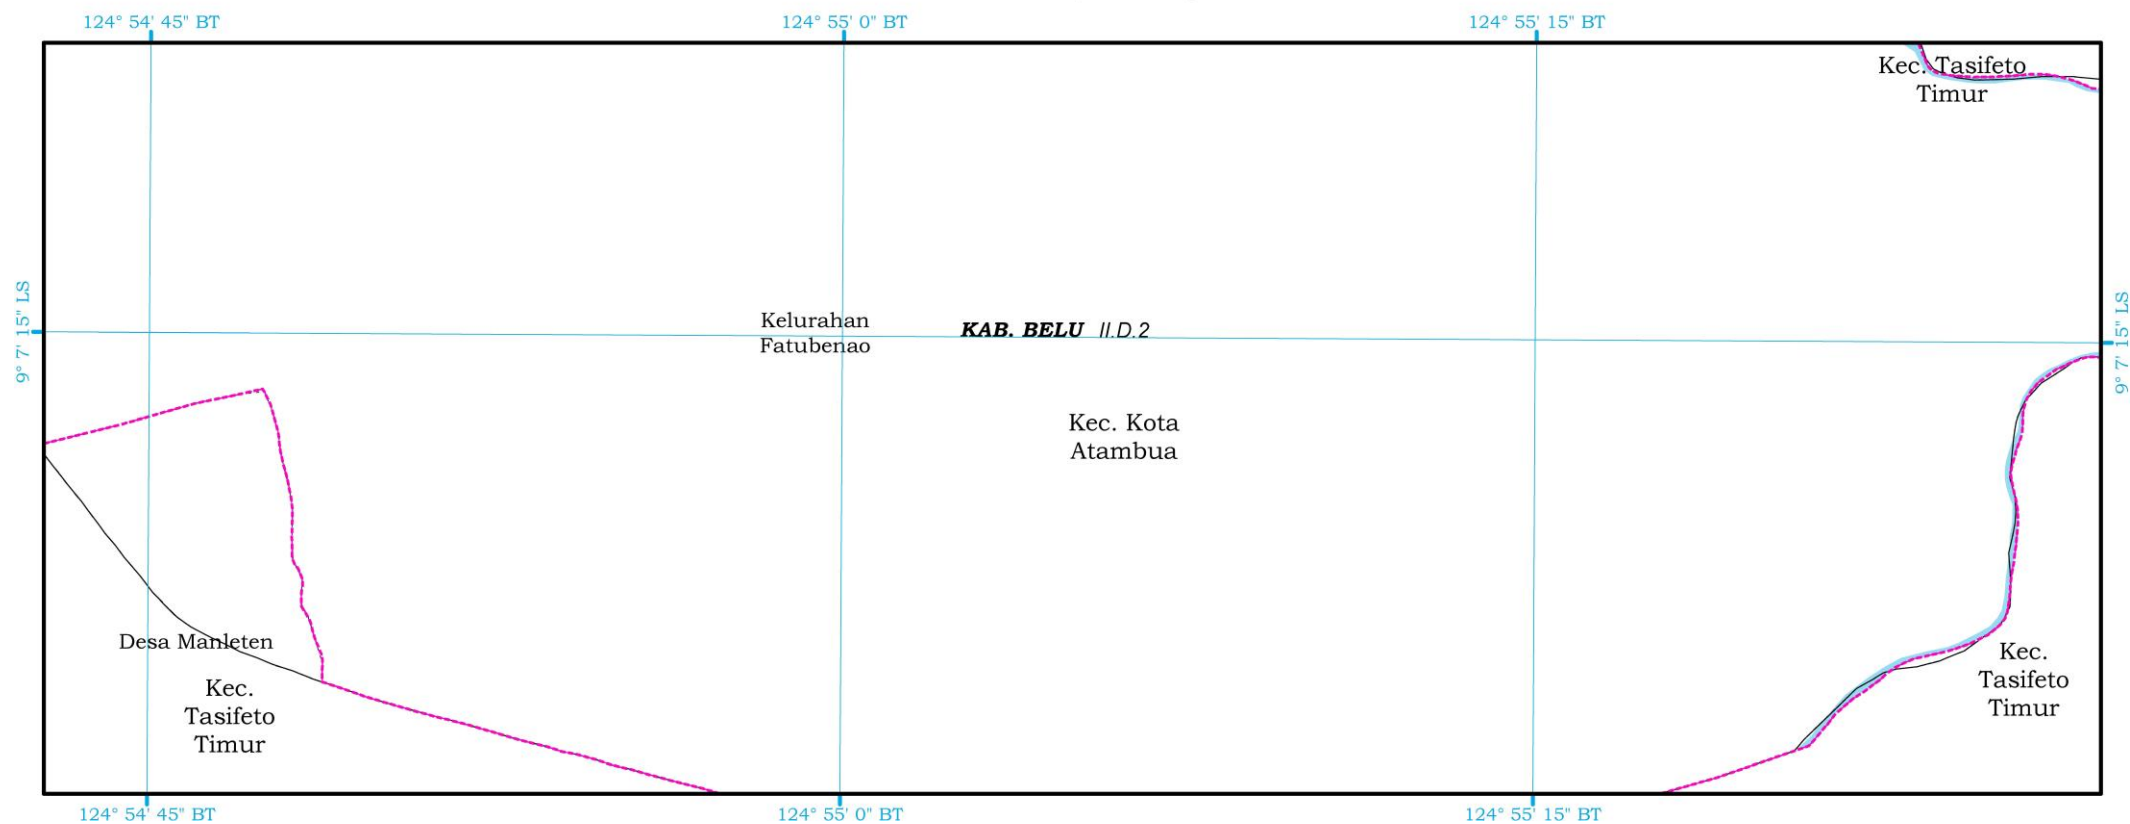 124° 54' 45" BT
124° 55' 0" BT
124° 55' 15" BT
Kec. Tasifeto
Timur
9° 7' 15" LS
9° 7' 15" LS
Kelurahan
Fatubenao
KAB. BELU II.D.2
Kec. Kota
Atambua
Desa Manleten
Kec.
Tasifeto
Timur
Kec.
Tasifeto
Timur
124° 54' 45" BT
124° 55' 0" BT
124° 55' 15" BT